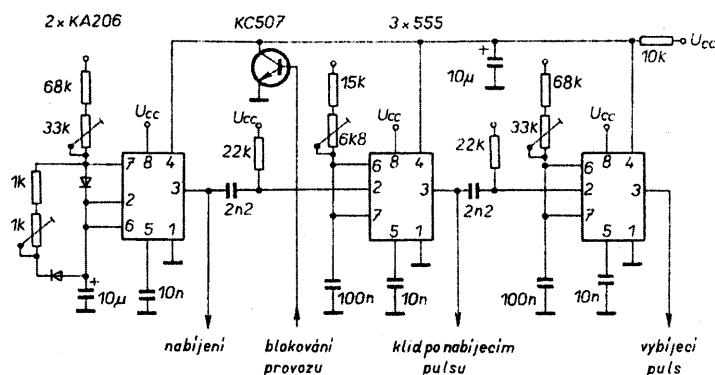 2 x KA206 KC507 3 x 555
68k
33k
1k
1k
Ucc
8 4
7
3
2
6
5 1
10μ
10n
+
2n2
Ucc
22k
15k
6k8
Ucc
8 4
6
2 3
7
5 1
100n
10n
+
10μ
2n2
22k
68k
33k
Ucc
8 4
6
2 3
7
5 1
100n
10n
10k
Ucc
nabíjení
blokování
provozu
klid po nabíjecím
pulsu
vybíjecí
puls